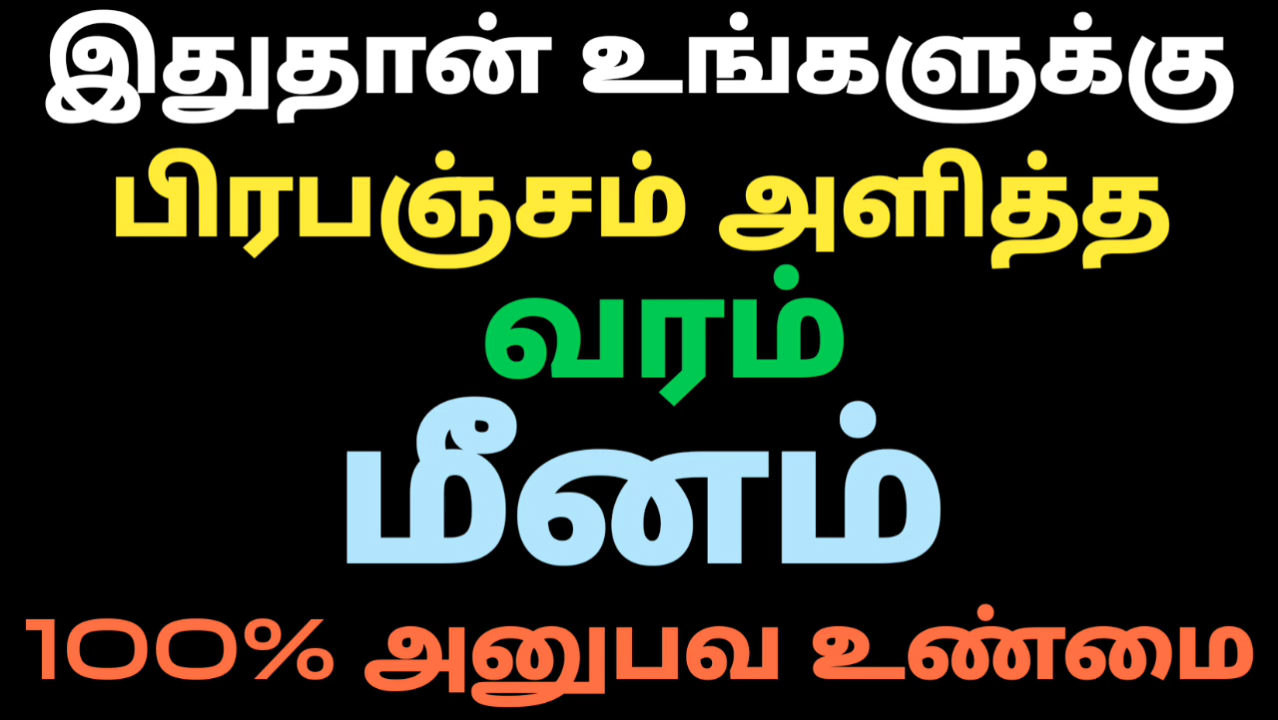 இதுதான் உங்களுக்கு
பிரபஞ்சம் அளித்த
வரம்
மீனம்
100% அனுபவ உண்மை